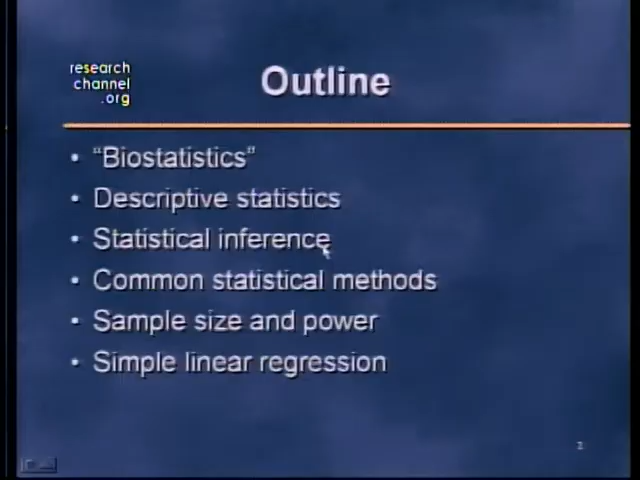 research
channel
.org
Outline
• "Biostatistics"
• Descriptive statistics
• Statistical inference
• Common statistical methods
• Sample size and power
• Simple linear regression